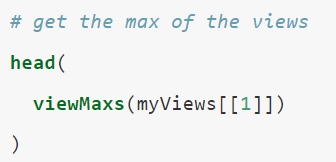 # get the max of the views
head(
  viewMaxs(myViews[[1]])
)